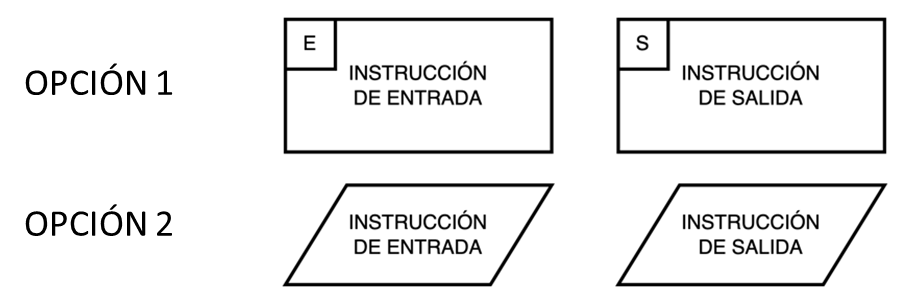 OPCIÓN 1
E
INSTRUCCIÓN
DE ENTRADA
S
INSTRUCCIÓN
DE SALIDA
OPCIÓN 2
INSTRUCCIÓN
DE ENTRADA
INSTRUCCIÓN
DE SALIDA